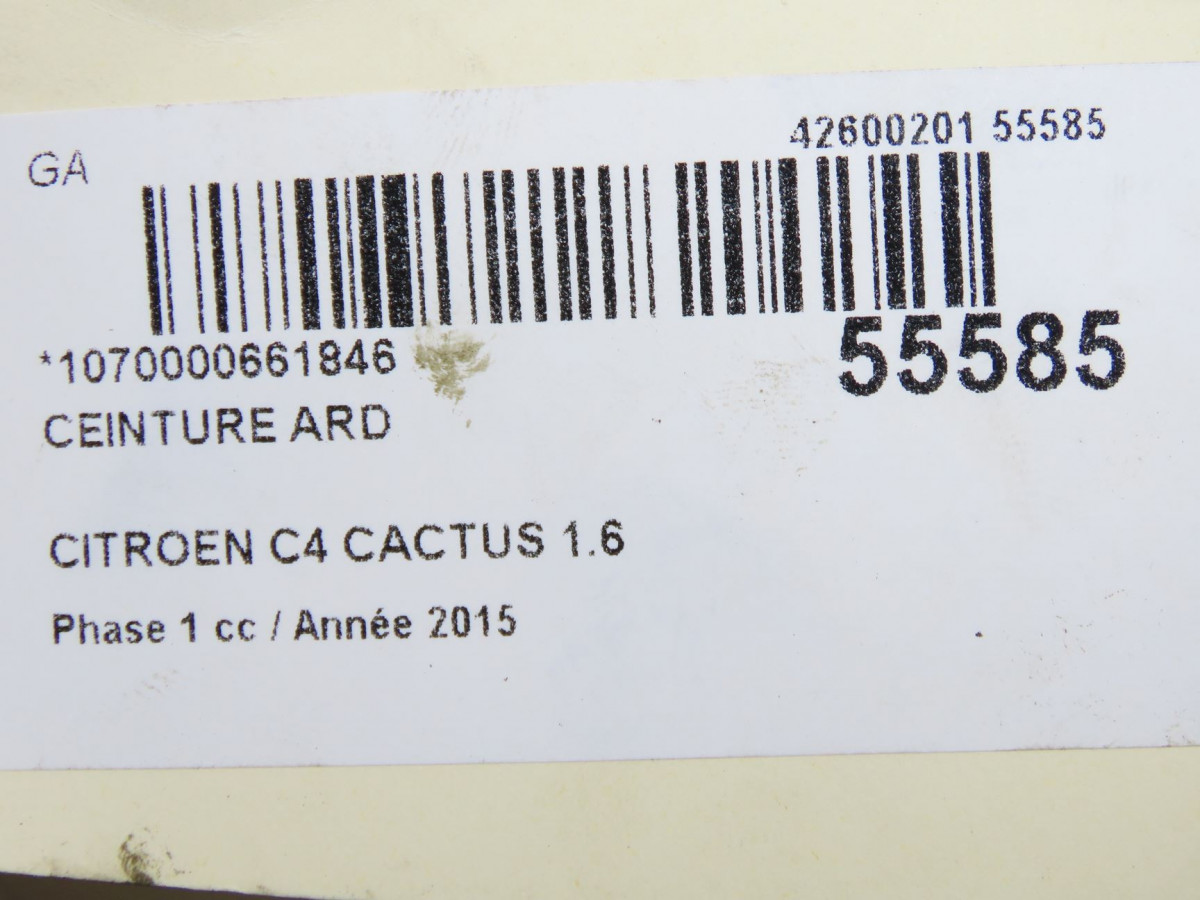 42600201 55585
GA
*1070000661846
55585
CEINTURE ARD
CITROEN C4 CACTUS 1.6
Phase 1 cc / Année 2015